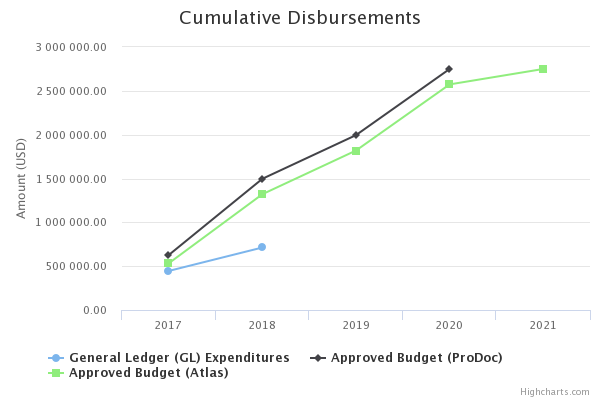 Cumulative Disbursements
Amount (USD)
3 000 000.00
2 500 000.00
2 000 000.00
1 500 000.00
1 000 000.00
500 000.00
0.00
2017 2018 2019 2020 2021
General Ledger (GL) Expenditures Approved Budget (ProDoc)
Approved Budget (Atlas)
Highcharts.com